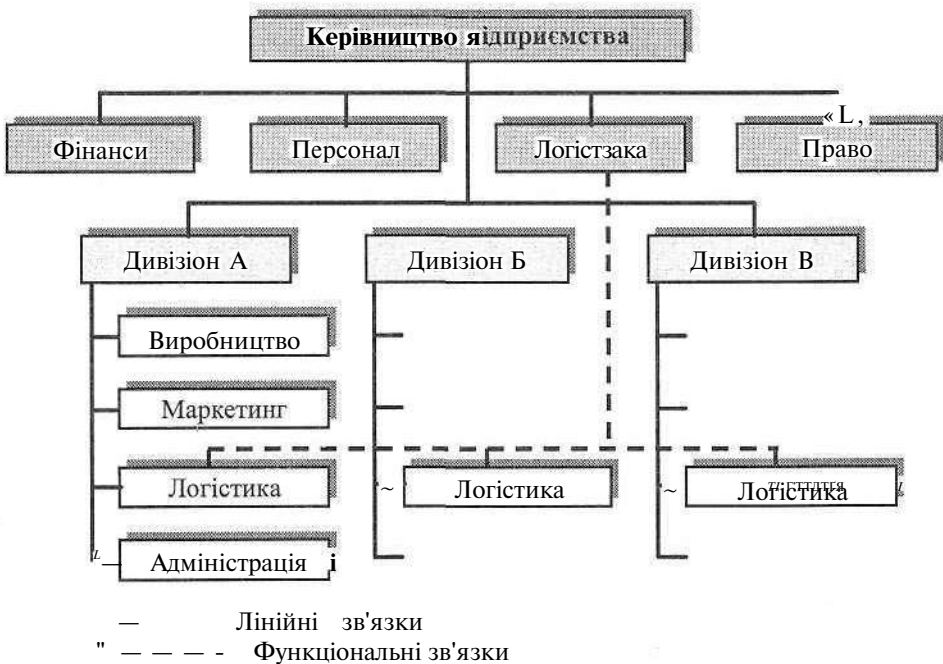 Керівництво яідприємства
« L ,
Фінанси Персонал Логістзака Право
Дивізіон А Дивізіон Б Дивізіон В
Виробництво
Маркетинг
Логістика Логістика Логістика
Адміністрація і
— Лінійні зв'язки
" — — — - Функціональні зв'язки